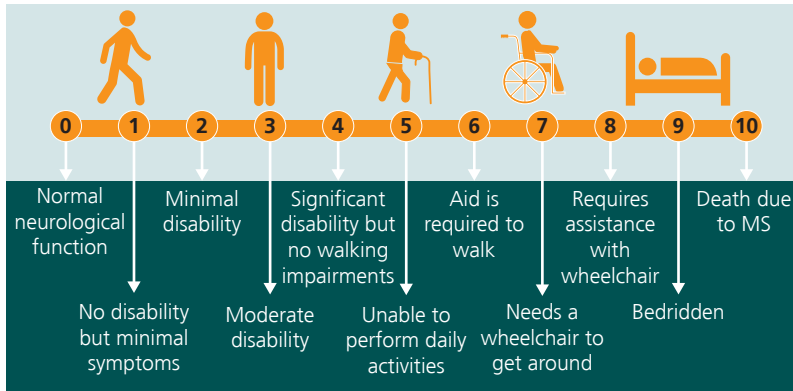 0 1 2 3 4 5 6 7 8 9 10
Normal
neurological
function
No disability
but minimal
symptoms
Minimal
disability
Moderate
disability
Significant
disability but
no walking
impairments
Unable to
perform daily
activities
Aid is
required to
walk
Needs a
wheelchair to
get around
Requires
assistance
with
wheelchair
Bedridden
Death due
to MS